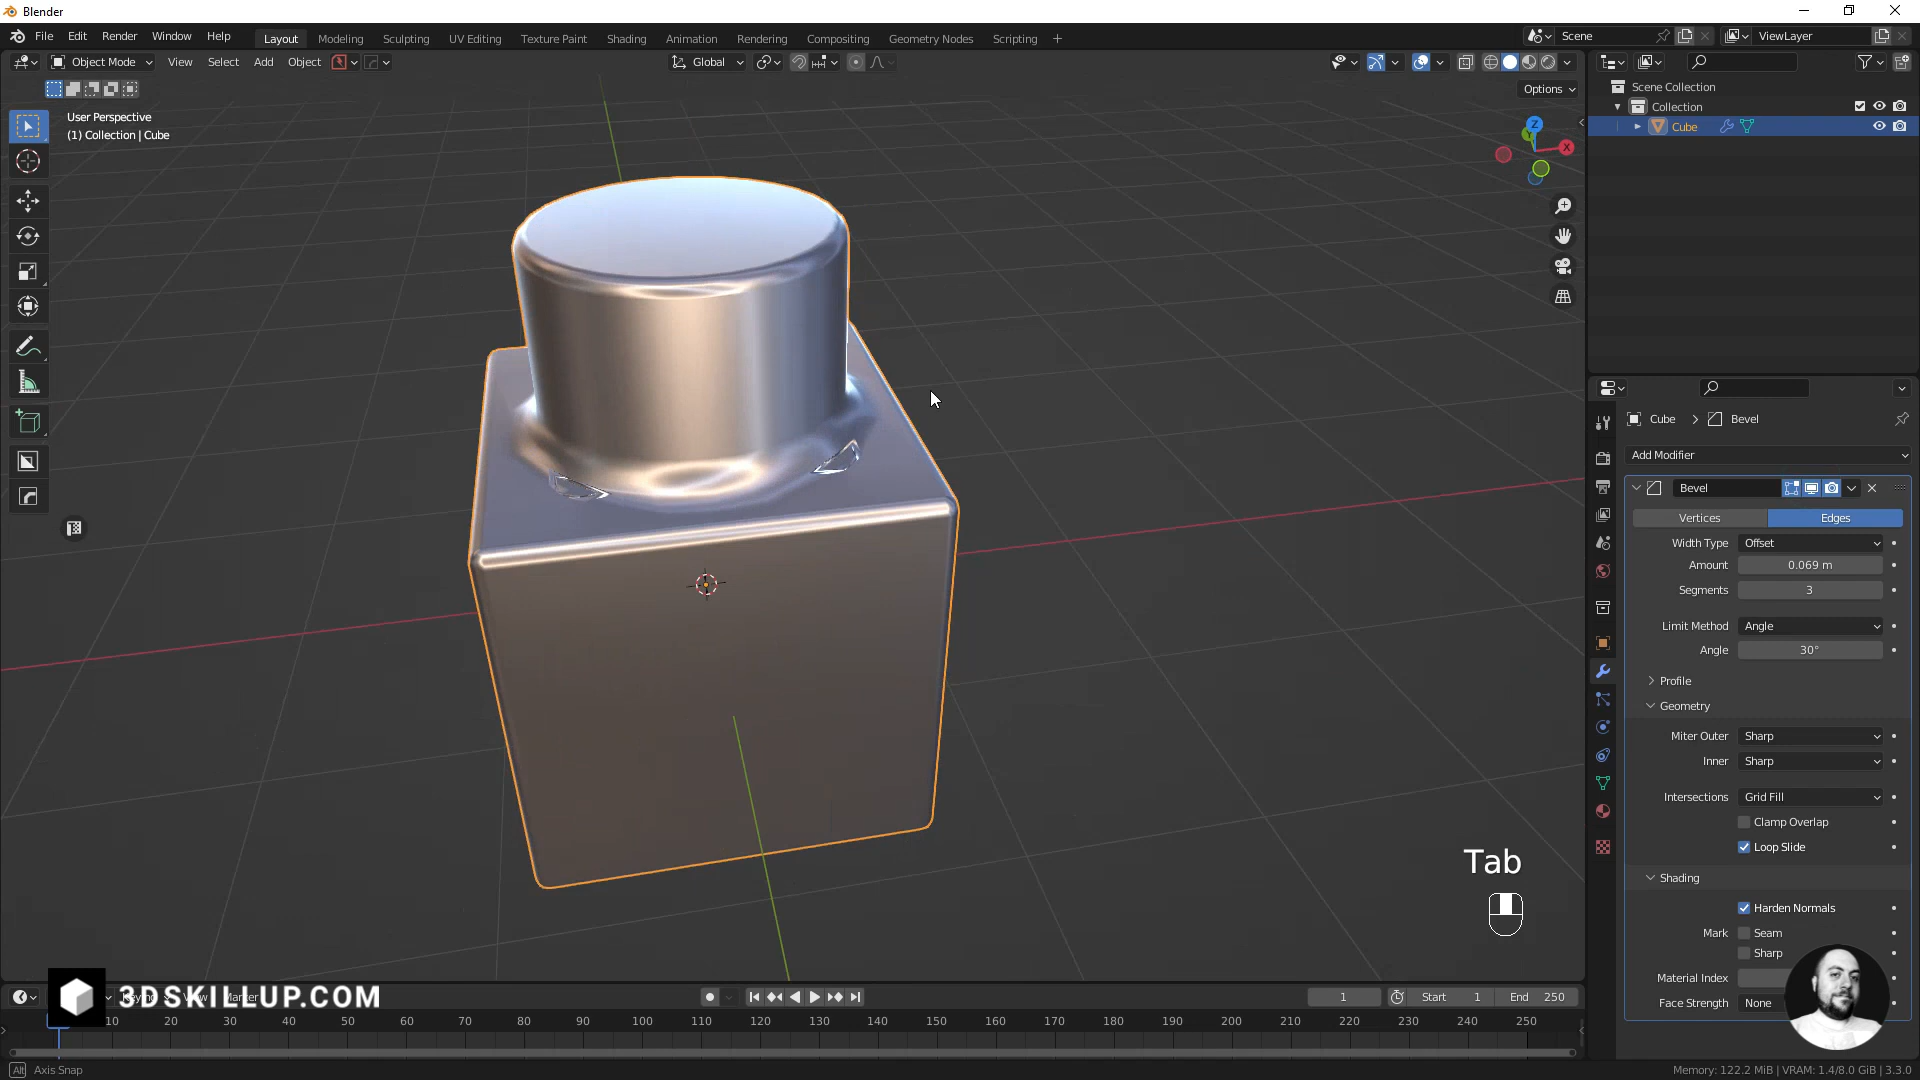 Blender
File Edit Render Window Help Layout Modeling Sculpting UV Editing Texture Paint Shading Animation Rendering Compositing Geometry Nodes Scripting + Scene ViewLayer
Object Mode View Select Add Object Global
Options
User Perspective
(1) Collection | Cube
Z
X
Scene Collection
Collection
Cube
Cube > Bevel
Add Modifier
Bevel
Vertices Edges
Width Type Offset
Amount 0.069 m
Segments 3
Limit Method Angle
Angle 30°
Profile
Geometry
Miter Outer Sharp
Inner Sharp
Intersections Grid Fill
Clamp Overlap
Loop Slide
Shading
Harden Normals
Mark Seam
Sharp
Material Index
Face Strength None
Tab
3DSKILLUP.COM
View Marker
1 Start 1 End 250
10 20 30 40 50 60 70 80 90 100 110 120 130 140 150 160 170 180 190 200 210 220 230 240 250
Alt Axis Snap
Memory: 122.2 MiB | VRAM: 1.4/8.0 GiB | 3.3.0